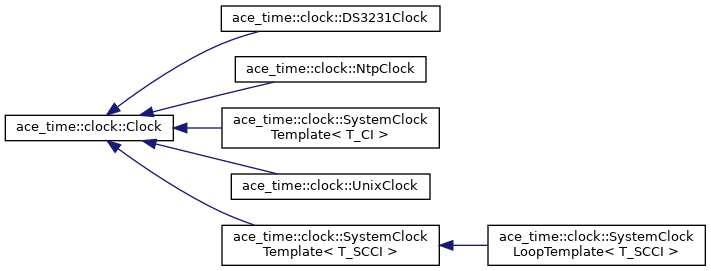 ace_time::clock::DS3231Clock
ace_time::clock::NtpClock
ace_time::clock::Clock
ace_time::clock::SystemClock
Template< T_CI >
ace_time::clock::UnixClock
ace_time::clock::SystemClock
Template< T_SCCI >
ace_time::clock::SystemClock
LoopTemplate< T_SCCI >